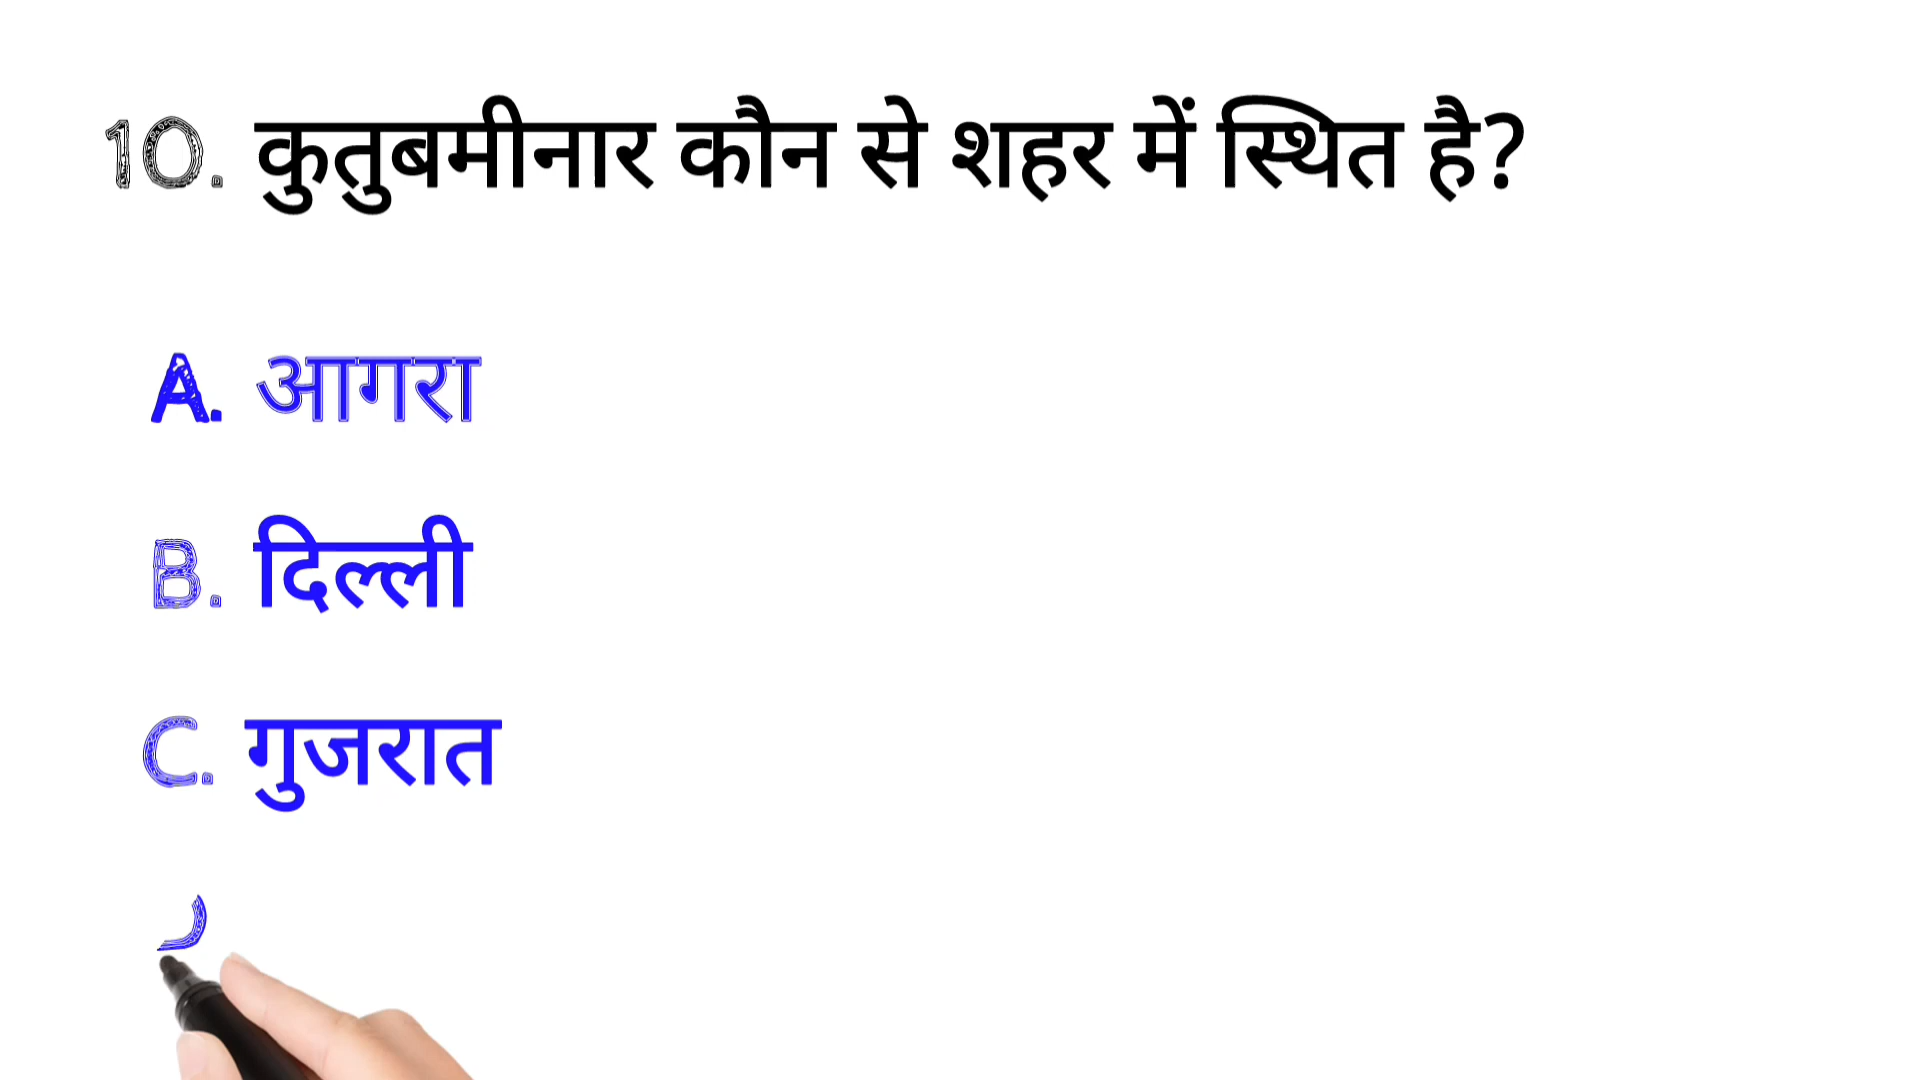 10. कुतुबमीनार कौन से शहर में स्थित है?
A. आगरा
B. दिल्ली
C. गुजरात